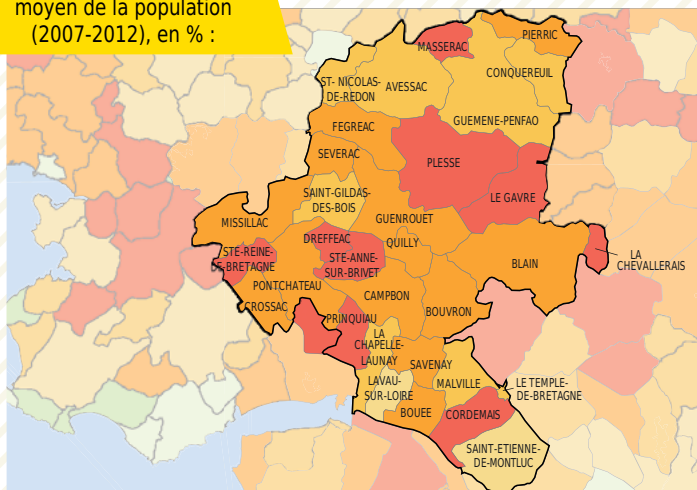 moyen de la population
(2007-2012), en % :
PIERRIC
MASSERAC
CONQUEREUIL
ST- NICOLAS-
DE-REDON
AVESSAC
GUEMENE-PENFAO
FEGREAC
SEVERAC
PLESSE
LE GAVRE
SAINT-GILDAS-
DES-BOIS
MISSILLAC
GUENROUET
DREFFEAC
QUILLY
STE-REINE-
DE-BRETAGNE
STE-ANNE-
SUR-BRIVET
BLAIN
LA
CHEVALLERAIS
PONTCHATEAU
CAMPBON
CROSSAC
PRINQUIAU
BOUVRON
LA
CHAPELLE-
LAUNAY
SAVENAY
LAVAU-
SUR-LOIRE
MALVILLE
LE TEMPLE-
DE-BRETAGNE
BOUEE
CORDEMAIS
SAINT-ETIENNE-
DE-MONTLUC